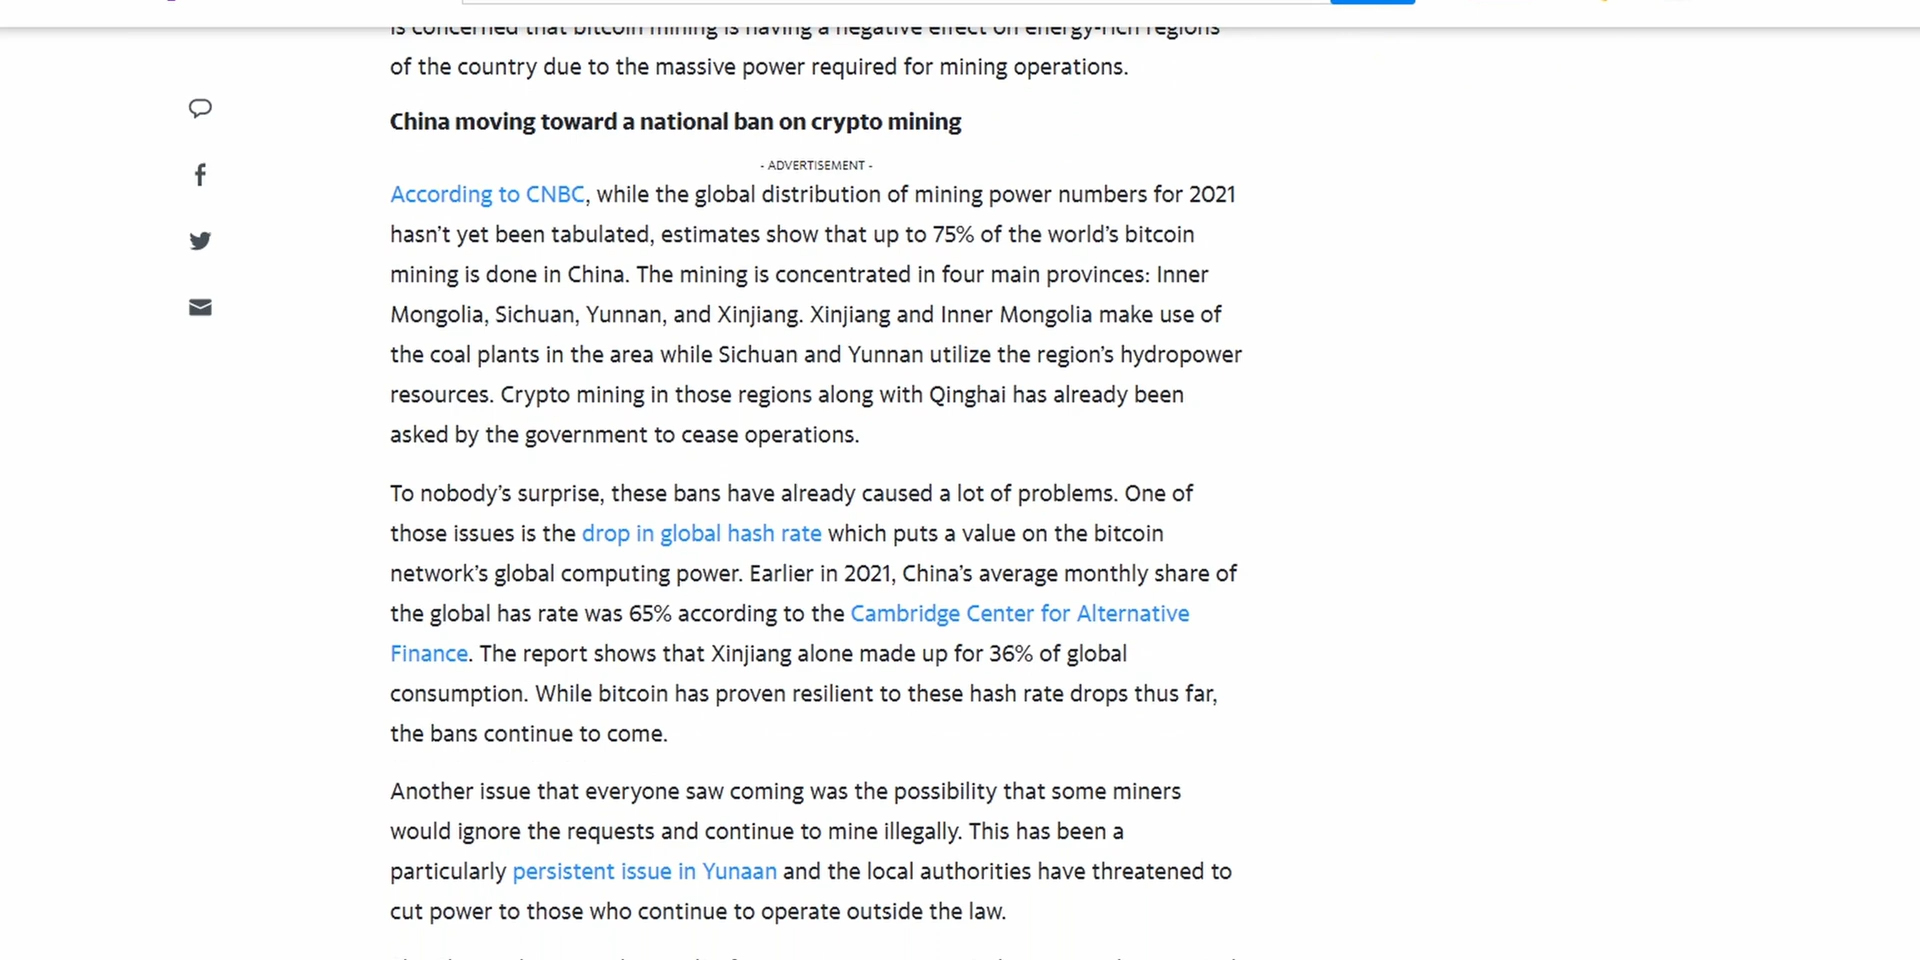 is concerned that bitcoin mining is having a negative effect on energy-rich regions
of the country due to the massive power required for mining operations.
China moving toward a national ban on crypto mining
- ADVERTISEMENT -
According to CNBC, while the global distribution of mining power numbers for 2021
hasn’t yet been tabulated, estimates show that up to 75% of the world’s bitcoin
mining is done in China. The mining is concentrated in four main provinces: Inner
Mongolia, Sichuan, Yunnan, and Xinjiang. Xinjiang and Inner Mongolia make use of
the coal plants in the area while Sichuan and Yunnan utilize the region’s hydropower
resources. Crypto mining in those regions along with Qinghai has already been
asked by the government to cease operations.
To nobody’s surprise, these bans have already caused a lot of problems. One of
those issues is the drop in global hash rate which puts a value on the bitcoin
network’s global computing power. Earlier in 2021, China’s average monthly share of
the global has rate was 65% according to the Cambridge Center for Alternative
Finance. The report shows that Xinjiang alone made up for 36% of global
consumption. While bitcoin has proven resilient to these hash rate drops thus far,
the bans continue to come.
Another issue that everyone saw coming was the possibility that some miners
would ignore the requests and continue to mine illegally. This has been a
particularly persistent issue in Yunaan and the local authorities have threatened to
cut power to those who continue to operate outside the law.